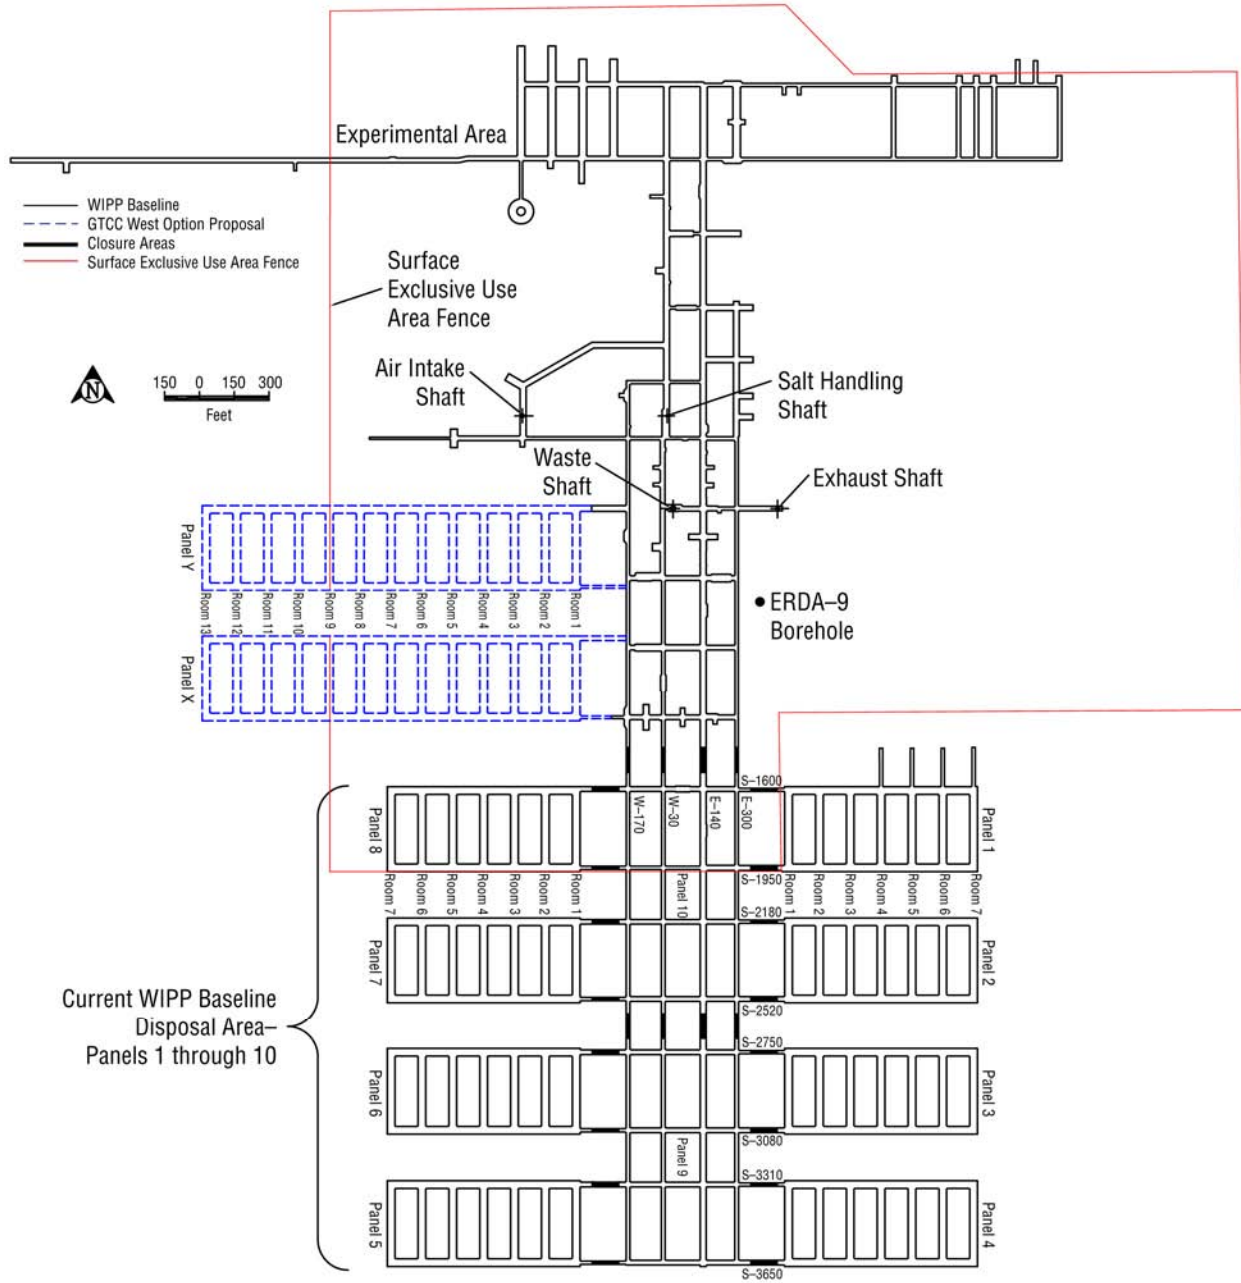 Experimental Area
WIPP Baseline
GTCC West Option Proposal
Closure Areas
Surface Exclusive Use Area Fence
Surface
Exclusive Use
Area Fence
N
150 0 150 300
Feet
Air Intake
Shaft
Salt Handling
Shaft
Waste
Shaft
Exhaust Shaft
Panel Y
Room 13
Room 12
Room 11
Room 10
Room 9
Room 8
Room 7
Room 6
Room 5
Room 4
Room 3
Room 2
Room 1
ERDA–9
Borehole
Panel X
S–1600
Panel 8
W–170
W–30
E–140
E–300
Panel 1
S–1950
Room 7
Room 6
Room 5
Room 4
Room 3
Room 2
Room 1
Panel 10
Room 1
Room 2
Room 3
Room 4
Room 5
Room 6
Room 7
S–2180
Panel 7
Panel 2
Current WIPP Baseline
Disposal Area–
Panels 1 through 10
S–2520
S–2750
Panel 6
Panel 3
S–3080
Panel 9
S–3310
Panel 5
Panel 4
S–3650